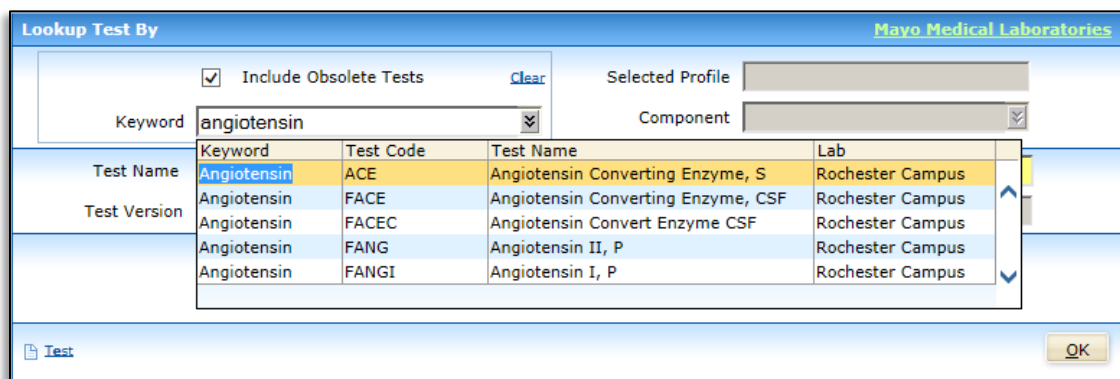 Lookup Test By Mayo Medical Laboratories
Include Obsolete Tests Clear Selected Profile
Keyword angiotensin Component
Keyword Test Code Test Name Lab
Test Name Angiotensin ACE Angiotensin Converting Enzyme, S Rochester Campus
Angiotensin FACE Angiotensin Converting Enzyme, CSF Rochester Campus
Test Version
Angiotensin FACEC Angiotensin Convert Enzyme CSF Rochester Campus
Angiotensin FANG Angiotensin II, P Rochester Campus
Angiotensin FANGI Angiotensin I, P Rochester Campus
Test OK